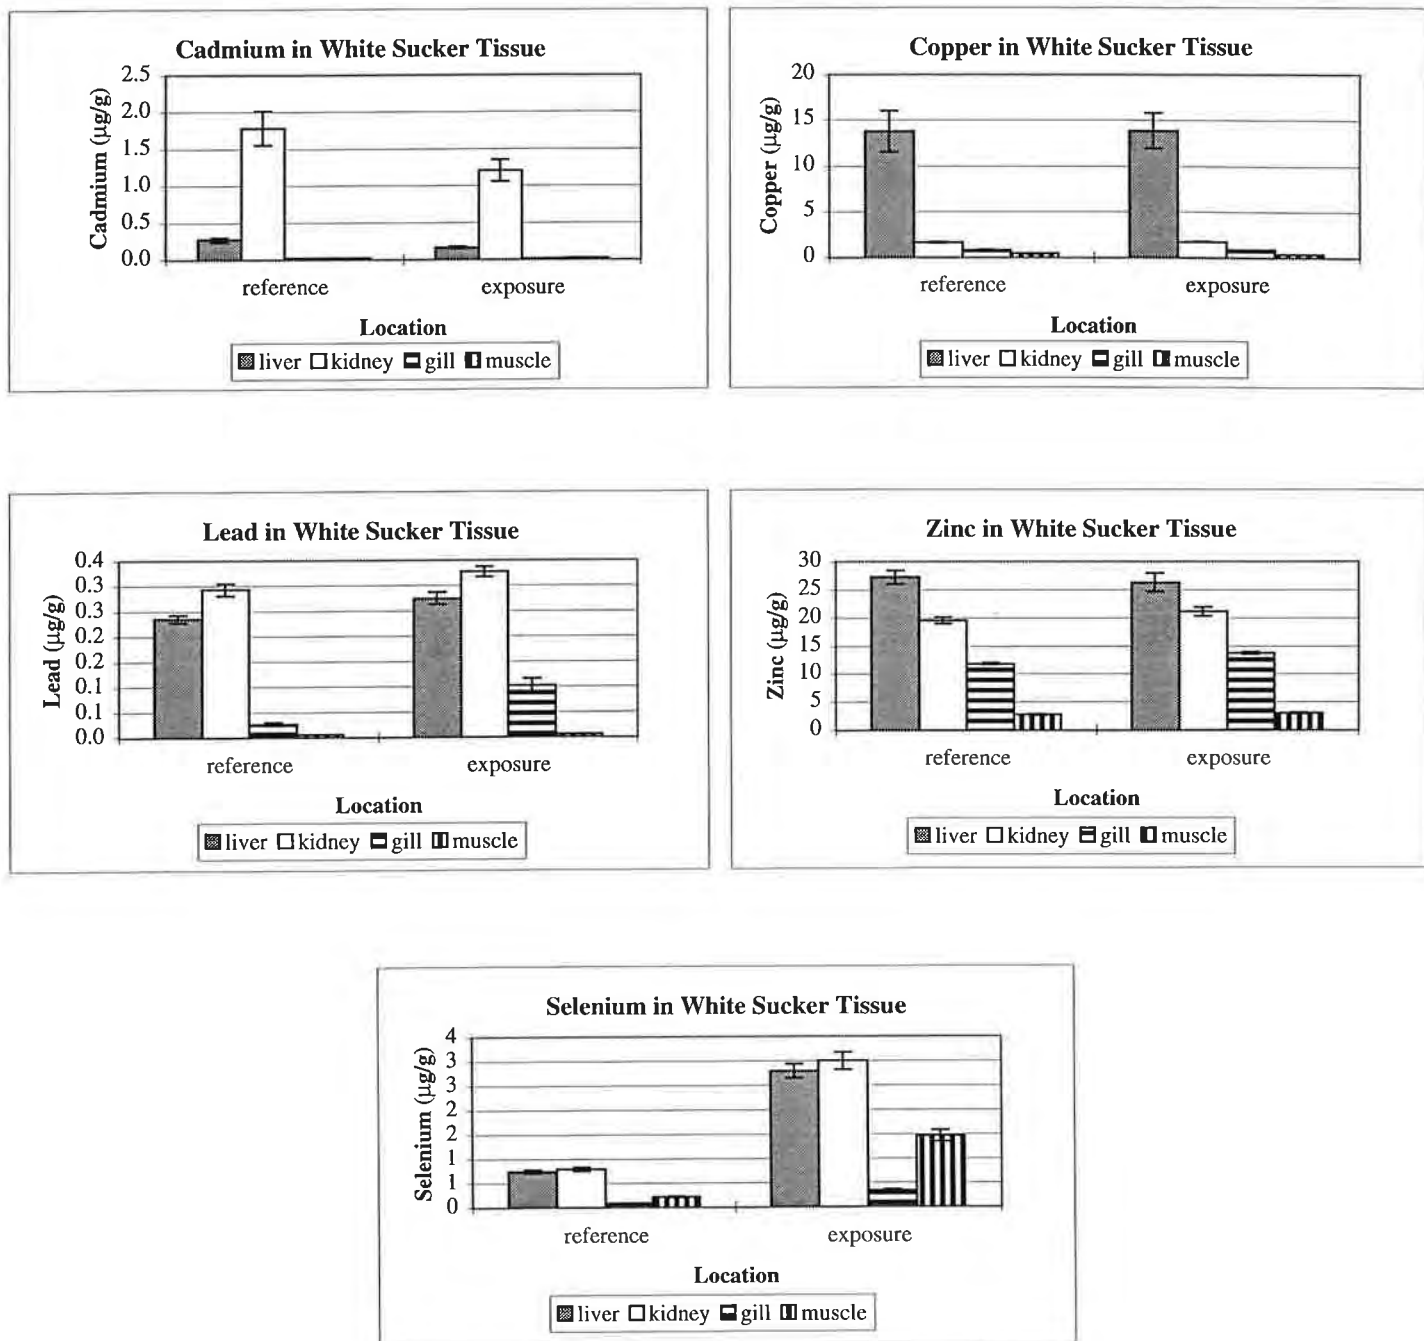 Cadmium in White Sucker Tissue
Cadmium (µg/g)
2.5
2.0
1.5
1.0
0.5
0.0
reference exposure
Location
liver kidney gill muscle
Copper in White Sucker Tissue
Copper (µg/g)
20
15
10
5
0
reference exposure
Location
liver kidney gill muscle
Lead in White Sucker Tissue
Lead (µg/g)
0.4
0.3
0.3
0.2
0.2
0.1
0.1
0.0
reference exposure
Location
liver kidney gill muscle
Zinc in White Sucker Tissue
Zinc (µg/g)
30
25
20
15
10
5
0
reference exposure
Location
liver kidney gill muscle
Selenium in White Sucker Tissue
Selenium (µg/g)
4
3
3
2
2
1
1
0
reference exposure
Location
liver kidney gill muscle